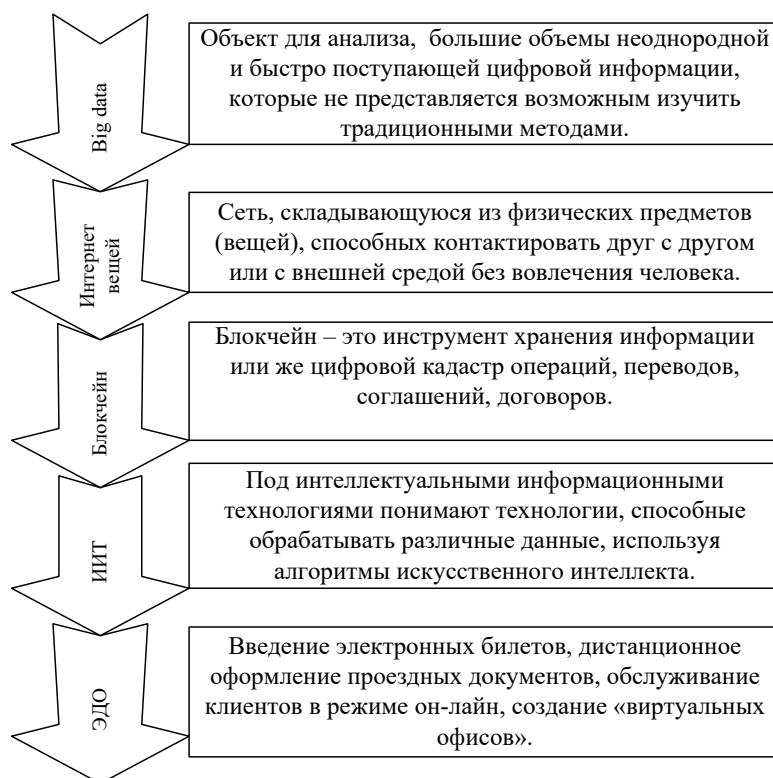 Big data
Объект для анализа, большие объемы неоднородной
и быстро поступающей цифровой информации,
которые не представляется возможным изучить
традиционными методами.
Интернет
вещей
Сеть, складывающуюся из физических предметов
(вещей), способных контактировать друг с другом
или с внешней средой без вовлечения человека.
Блокчейн
Блокчейн – это инструмент хранения информации
или же цифровой кадастр операций, переводов,
соглашений, договоров.
ИИТ
Под интеллектуальными информационными
технологиями понимают технологии, способные
обрабатывать различные данные, используя
алгоритмы искусственного интеллекта.
ЭДО
Введение электронных билетов, дистанционное
оформление проездных документов, обслуживание
клиентов в режиме он-лайн, создание «виртуальных
офисов».